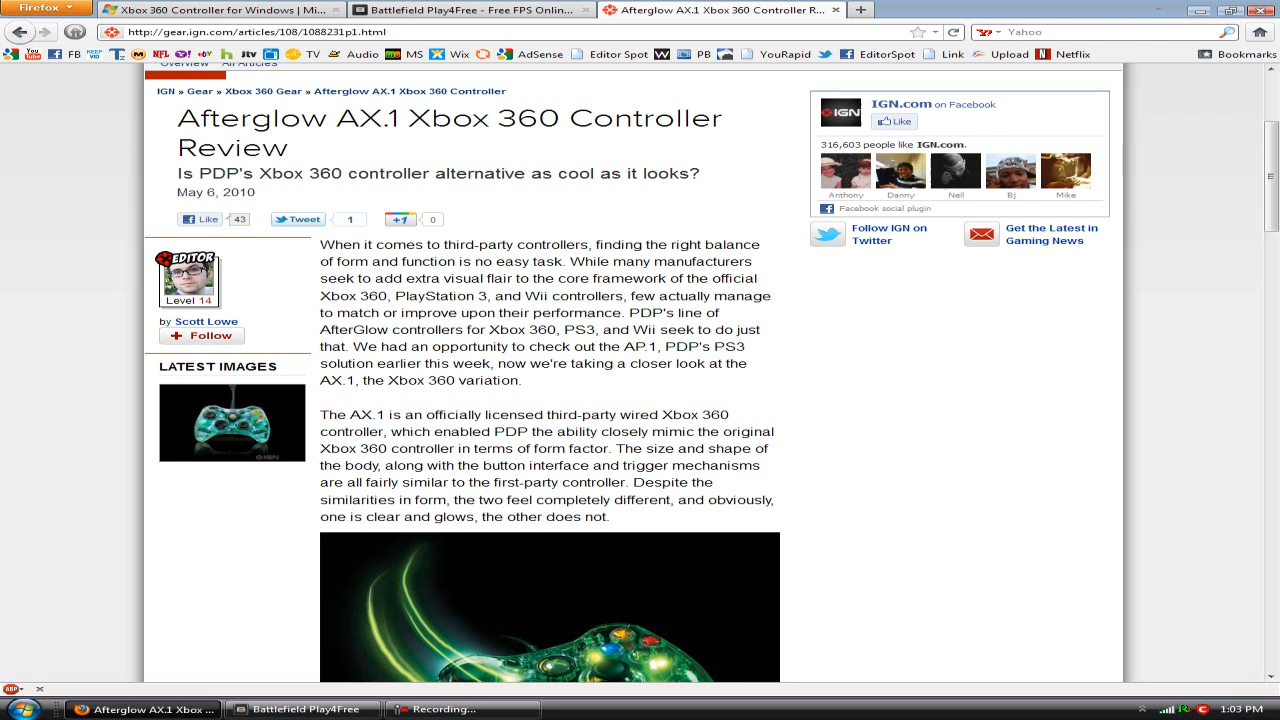 Firefox
Xbox 360 Controller for Windows | Mi...
Battlefield Play4Free - Free FPS Onlin...
Afterglow AX.1 Xbox 360 Controller R...
http://gear.ign.com/articles/108/1088231p1.html
Yahoo
FB
TV
Audio
MS
Wix
AdSense
Editor Spot
PB
YouRapid
EditorSpot
Link
Upload
Netflix
Bookmarks
Overview All Articles
IGN » Gear » Xbox 360 Gear » Afterglow AX.1 Xbox 360 Controller
Afterglow AX.1 Xbox 360 Controller
Review
Is PDP's Xbox 360 controller alternative as cool as it looks?
May 6, 2010
Like 43 Tweet 1 +1 0
EDITOR
Level 14
by Scott Lowe
Follow
LATEST IMAGES
IGN
When it comes to third-party controllers, finding the right balance
of form and function is no easy task. While many manufacturers
seek to add extra visual flair to the core framework of the official
Xbox 360, PlayStation 3, and Wii controllers, few actually manage
to match or improve upon their performance. PDP's line of
AfterGlow controllers for Xbox 360, PS3, and Wii seek to do just
that. We had an opportunity to check out the AP.1, PDP's PS3
solution earlier this week, now we're taking a closer look at the
AX.1, the Xbox 360 variation.
The AX.1 is an officially licensed third-party wired Xbox 360
controller, which enabled PDP the ability closely mimic the original
Xbox 360 controller in terms of form factor. The size and shape of
the body, along with the button interface and trigger mechanisms
are all fairly similar to the first-party controller. Despite the
similarities in form, the two feel completely different, and obviously,
one is clear and glows, the other does not.
IGN
IGN.com on Facebook
Like
316,603 people like IGN.com.
Anthony Danny Neil Bj Mike
Facebook social plugin
Follow IGN on
Twitter
Get the Latest in
Gaming News
ABP
Afterglow AX.1 Xbox ...
Battlefield Play4Free
Recording...
1:03 PM